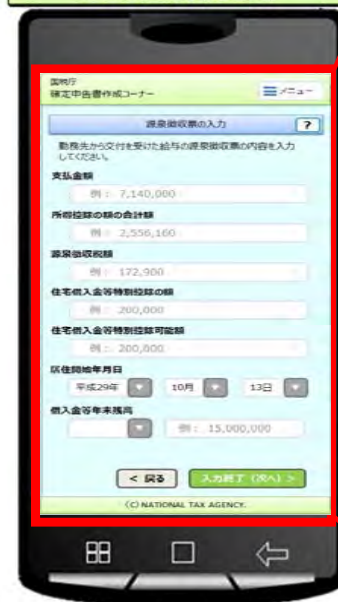 国税庁
確定申告書作成コーナー
メニュー
源泉徴収票の入力
?
勤務先から交付を受けた給与の源泉徴収票の内容を入力
してください。
支払金額
例: 7,140,000
所得控除の額の合計額
例: 2,556,160
源泉徴収税額
例: 172,900
住宅借入金等特別控除の額
例: 200,000
住宅借入金等特別控除可能額
例: 200,000
居住開始年月日
平成29年 10月 13日
借入金等年末残高
例: 15,000,000
< 戻る 入力終了(次へ) >
(C) NATIONAL TAX AGENCY.